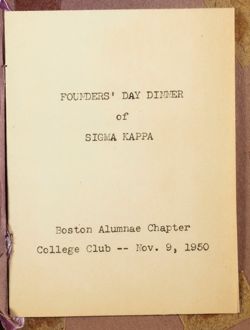 FOUNDERS' DAY DINNER
of
SIGMA KAPPA
Boston Alumnae Chapter
College Club -- Nov. 9, 1950